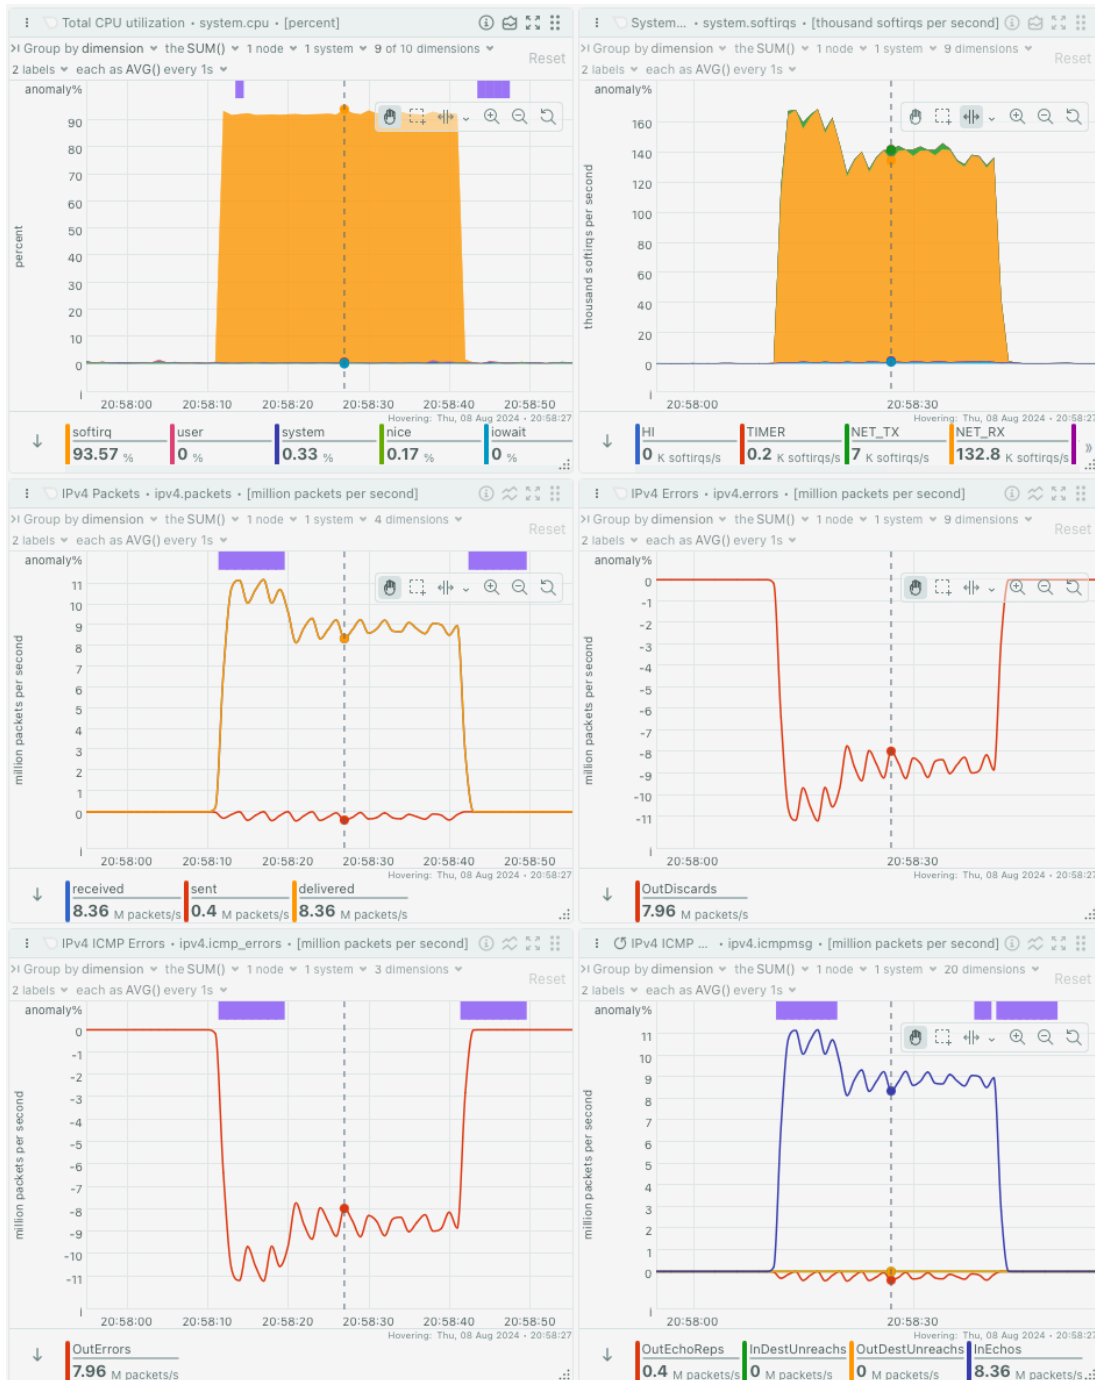 Total CPU utilization • system.cpu • [percent]
Group by dimension the SUM() 1 node 1 system 9 of 10 dimensions
Reset
2 labels each as AVG() every 1s
anomaly%
90
80
70
60
50
40
30
20
10
0
percent
20:58:00 20:58:10 20:58:20 20:58:30 20:58:40 20:58:50
Hovering: Thu, 08 Aug 2024 • 20:58:27
softirq user system nice iowait
93.57 % 0 % 0.33 % 0.17 % 0 %
System... • system.softirqs • [thousand softirqs per second]
Group by dimension the SUM() 1 node 1 system 9 dimensions
Reset
2 labels each as AVG() every 1s
anomaly%
160
140
120
100
80
60
40
20
0
thousand softirqs per second
20:58:00 20:58:30
Hovering: Thu, 08 Aug 2024 • 20:58:27
HI TIMER NET_TX NET_RX
0 K softirqs/s 0.2 K softirqs/s 7 K softirqs/s 132.8 K softirqs/s
IPv4 Packets • ipv4.packets • [million packets per second]
Group by dimension the SUM() 1 node 1 system 4 dimensions
Reset
2 labels each as AVG() every 1s
anomaly%
11
10
9
8
7
6
5
4
3
2
1
0
million packets per second
20:58:00 20:58:10 20:58:20 20:58:30 20:58:40 20:58:50
Hovering: Thu, 08 Aug 2024 • 20:58:27
received sent delivered
8.36 M packets/s 0.4 M packets/s 8.36 M packets/s
IPv4 Errors • ipv4.errors • [million packets per second]
Group by dimension the SUM() 1 node 1 system 9 dimensions
Reset
2 labels each as AVG() every 1s
anomaly%
0
-1
-2
-3
-4
-5
-6
-7
-8
-9
-10
-11
million packets per second
20:58:00 20:58:30
Hovering: Thu, 08 Aug 2024 • 20:58:27
OutDiscards
7.96 M packets/s
IPv4 ICMP Errors • ipv4.icmp_errors • [million packets per second]
Group by dimension the SUM() 1 node 1 system 3 dimensions
Reset
2 labels each as AVG() every 1s
anomaly%
0
-1
-2
-3
-4
-5
-6
-7
-8
-9
-10
-11
million packets per second
20:58:00 20:58:10 20:58:20 20:58:30 20:58:40 20:58:50
Hovering: Thu, 08 Aug 2024 • 20:58:27
OutErrors
7.96 M packets/s
IPv4 ICMP ... • ipv4.icmpmsg • [million packets per second]
Group by dimension the SUM() 1 node 1 system 20 dimensions
Reset
2 labels each as AVG() every 1s
anomaly%
11
10
9
8
7
6
5
4
3
2
1
0
million packets per second
20:58:00 20:58:30
Hovering: Thu, 08 Aug 2024 • 20:58:27
OutEchoReps InDestUnreachs OutDestUnreachs InEchos
0.4 M packets/s 0 M packets/s 0 M packets/s 8.36 M packets/s